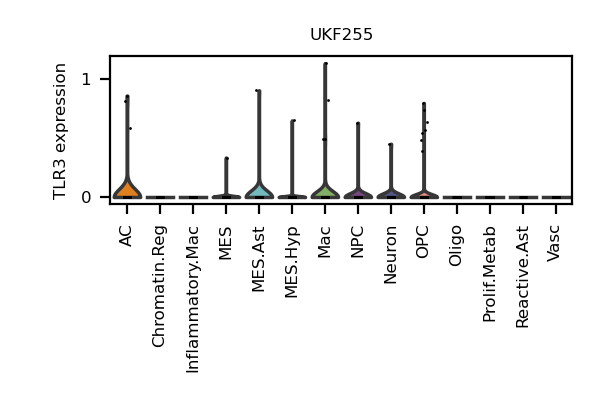 UKF255
TLR3 expression
1
0
AC
Chromatin.Reg
Inflammatory.Mac
MES
MES.Ast
MES.Hyp
Mac
NPC
Neuron
OPC
Oligo
Prolif.Metab
Reactive.Ast
Vasc